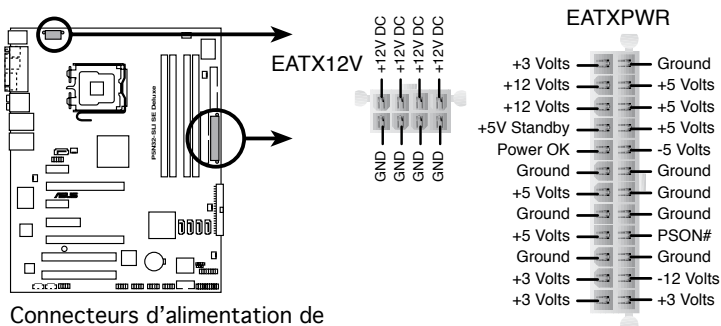 EATX12V
+12V DC
+12V DC
+12V DC
+12V DC
GND
GND
GND
GND
EATXPWR
+3 Volts Ground
+12 Volts +5 Volts
+12 Volts +5 Volts
+5V Standby +5 Volts
Power OK -5 Volts
Ground Ground
+5 Volts Ground
Ground Ground
+5 Volts PSON#
Ground Ground
+3 Volts -12 Volts
+3 Volts +3 Volts
P5N32-SLI SE Deluxe
ASUS
Connecteurs d'alimentation de